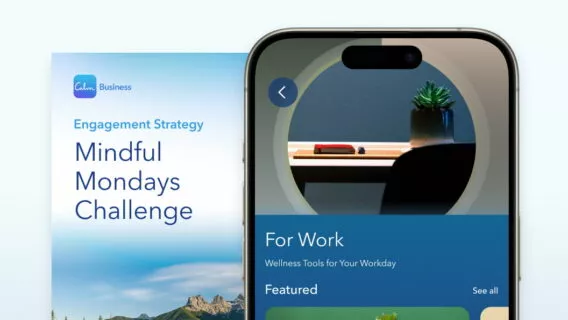 Calm Business
Engagement Strategy
Mindful
Mondays
Challenge
For Work
Wellness Tools for Your Workday
Featured See all